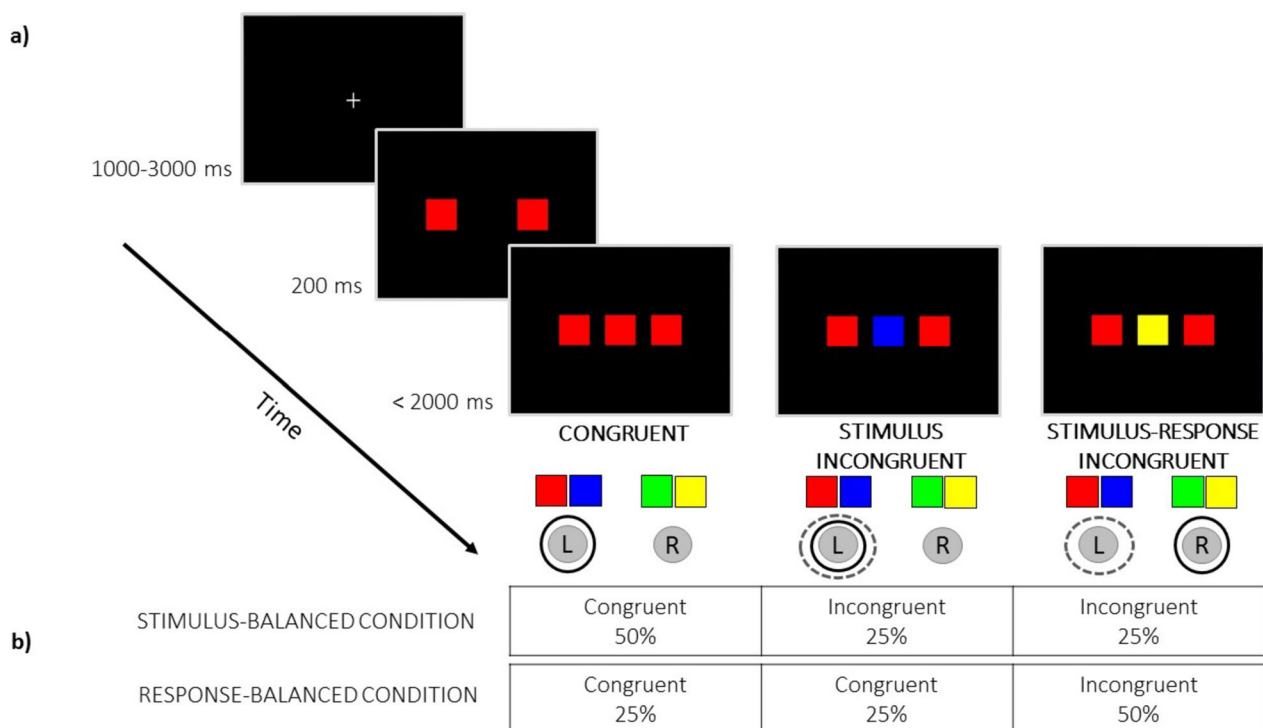 a)
1000-3000 ms
200 ms
< 2000 ms
Time
CONGRUENT
STIMULUS
INCONGRUENT
STIMULUS-RESPONSE
INCONGRUENT
L R
L R
L R
b)
STIMULUS-BALANCED CONDITION
Congruent
50%
Incongruent
25%
Incongruent
25%
RESPONSE-BALANCED CONDITION
Congruent
25%
Congruent
25%
Incongruent
50%